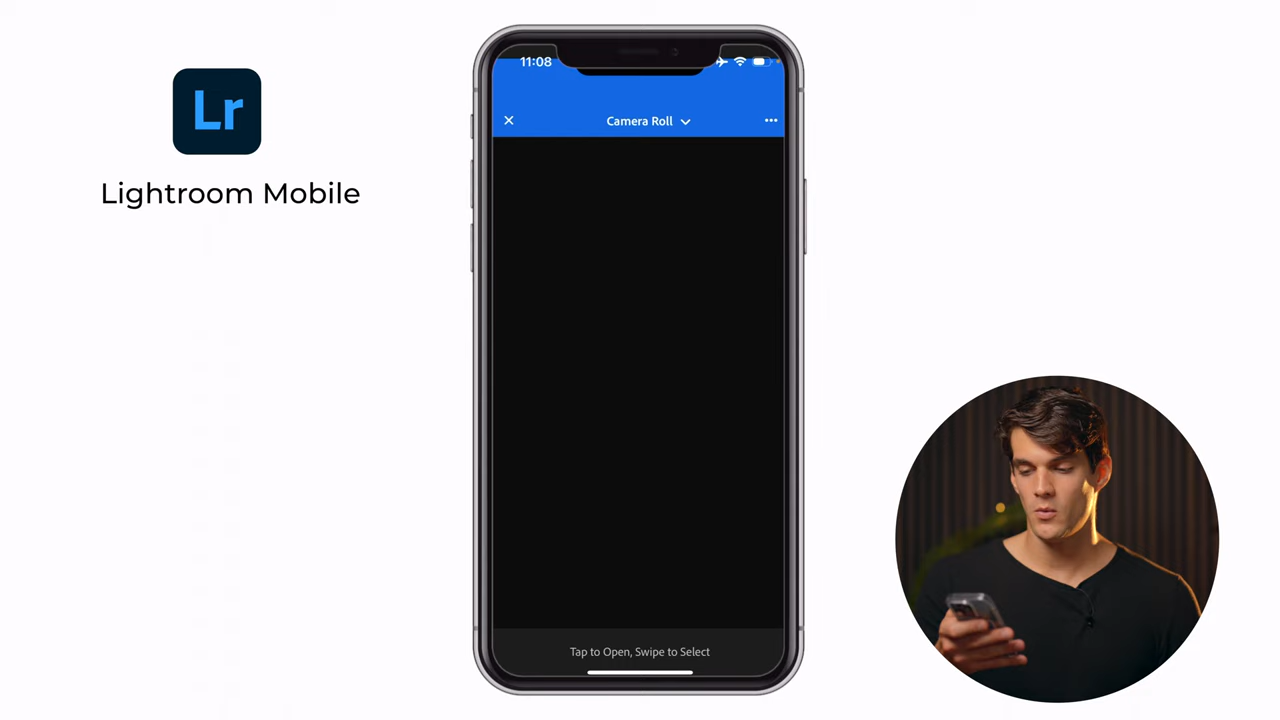 Lr
Lightroom Mobile
11:08
Camera Roll
Tap to Open, Swipe to Select